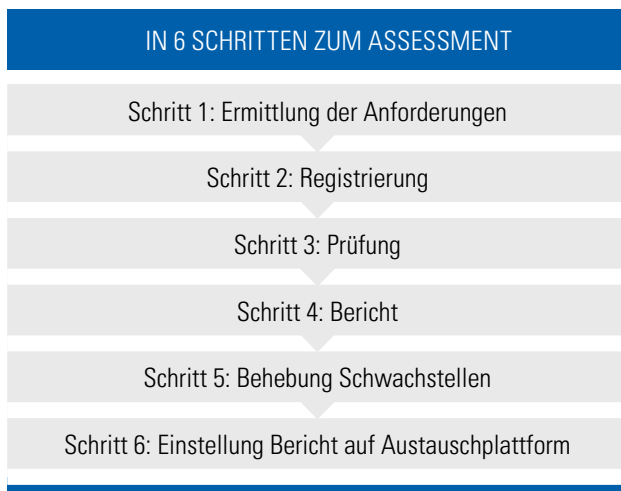 IN 6 SCHRITTEN ZUM ASSESSMENT
Schritt 1: Ermittlung der Anforderungen
Schritt 2: Registrierung
Schritt 3: Prüfung
Schritt 4: Bericht
Schritt 5: Behebung Schwachstellen
Schritt 6: Einstellung Bericht auf Austauschplattform